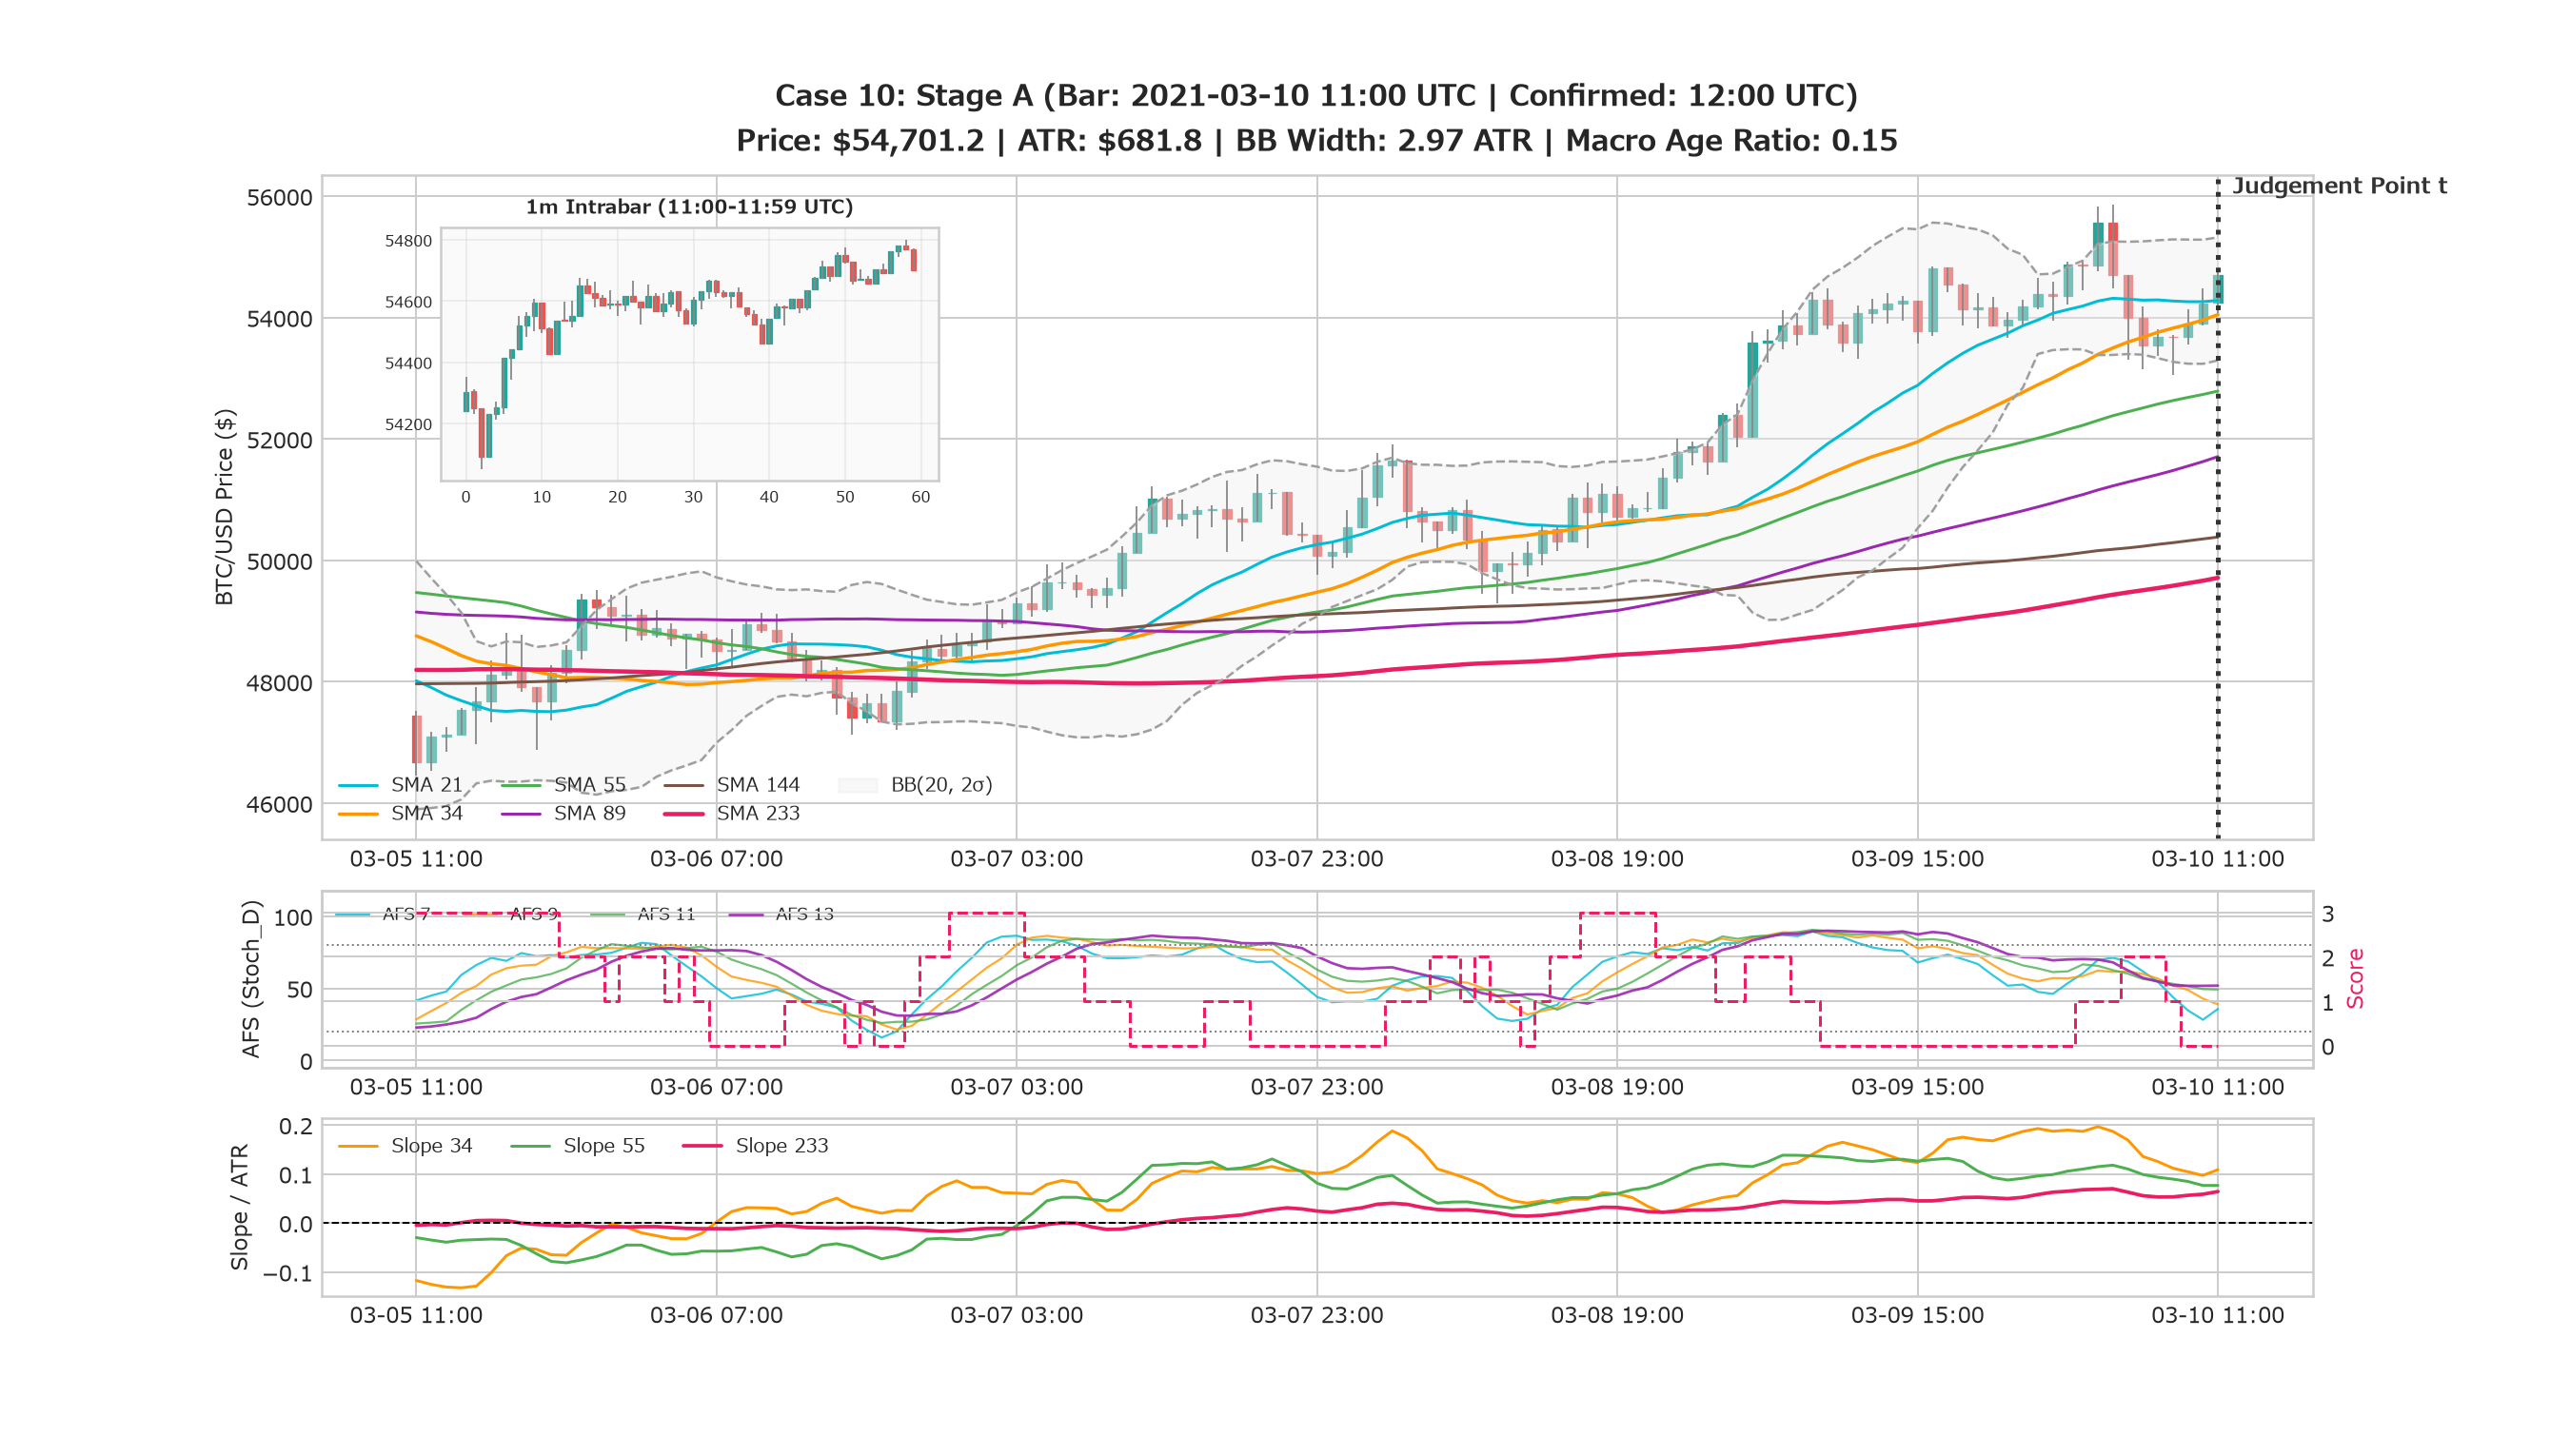 Case 10: Stage A (Bar: 2021-03-10 11:00 UTC | Confirmed: 12:00 UTC)
Price: $54,701.2 | ATR: $681.8 | BB Width: 2.97 ATR | Macro Age Ratio: 0.15
Judgement Point t
1m Intrabar (11:00-11:59 UTC)
54800
54600
54400
54200
0 10 20 30 40 50 60
BTC/USD Price ($)
56000
54000
52000
50000
48000
46000
SMA 21 SMA 55 SMA 144 BB(20, 2σ)
SMA 34 SMA 89 SMA 233
03-05 11:00 03-06 07:00 03-07 03:00 03-07 23:00 03-08 19:00 03-09 15:00 03-10 11:00
AFS (Stoch_D)
100
50
0
AFS 7 AFS 9 AFS 11 AFS 13
3
2
1
0
Score
03-05 11:00 03-06 07:00 03-07 03:00 03-07 23:00 03-08 19:00 03-09 15:00 03-10 11:00
Slope / ATR
0.2
0.1
0.0
−0.1
Slope 34 Slope 55 Slope 233
03-05 11:00 03-06 07:00 03-07 03:00 03-07 23:00 03-08 19:00 03-09 15:00 03-10 11:00